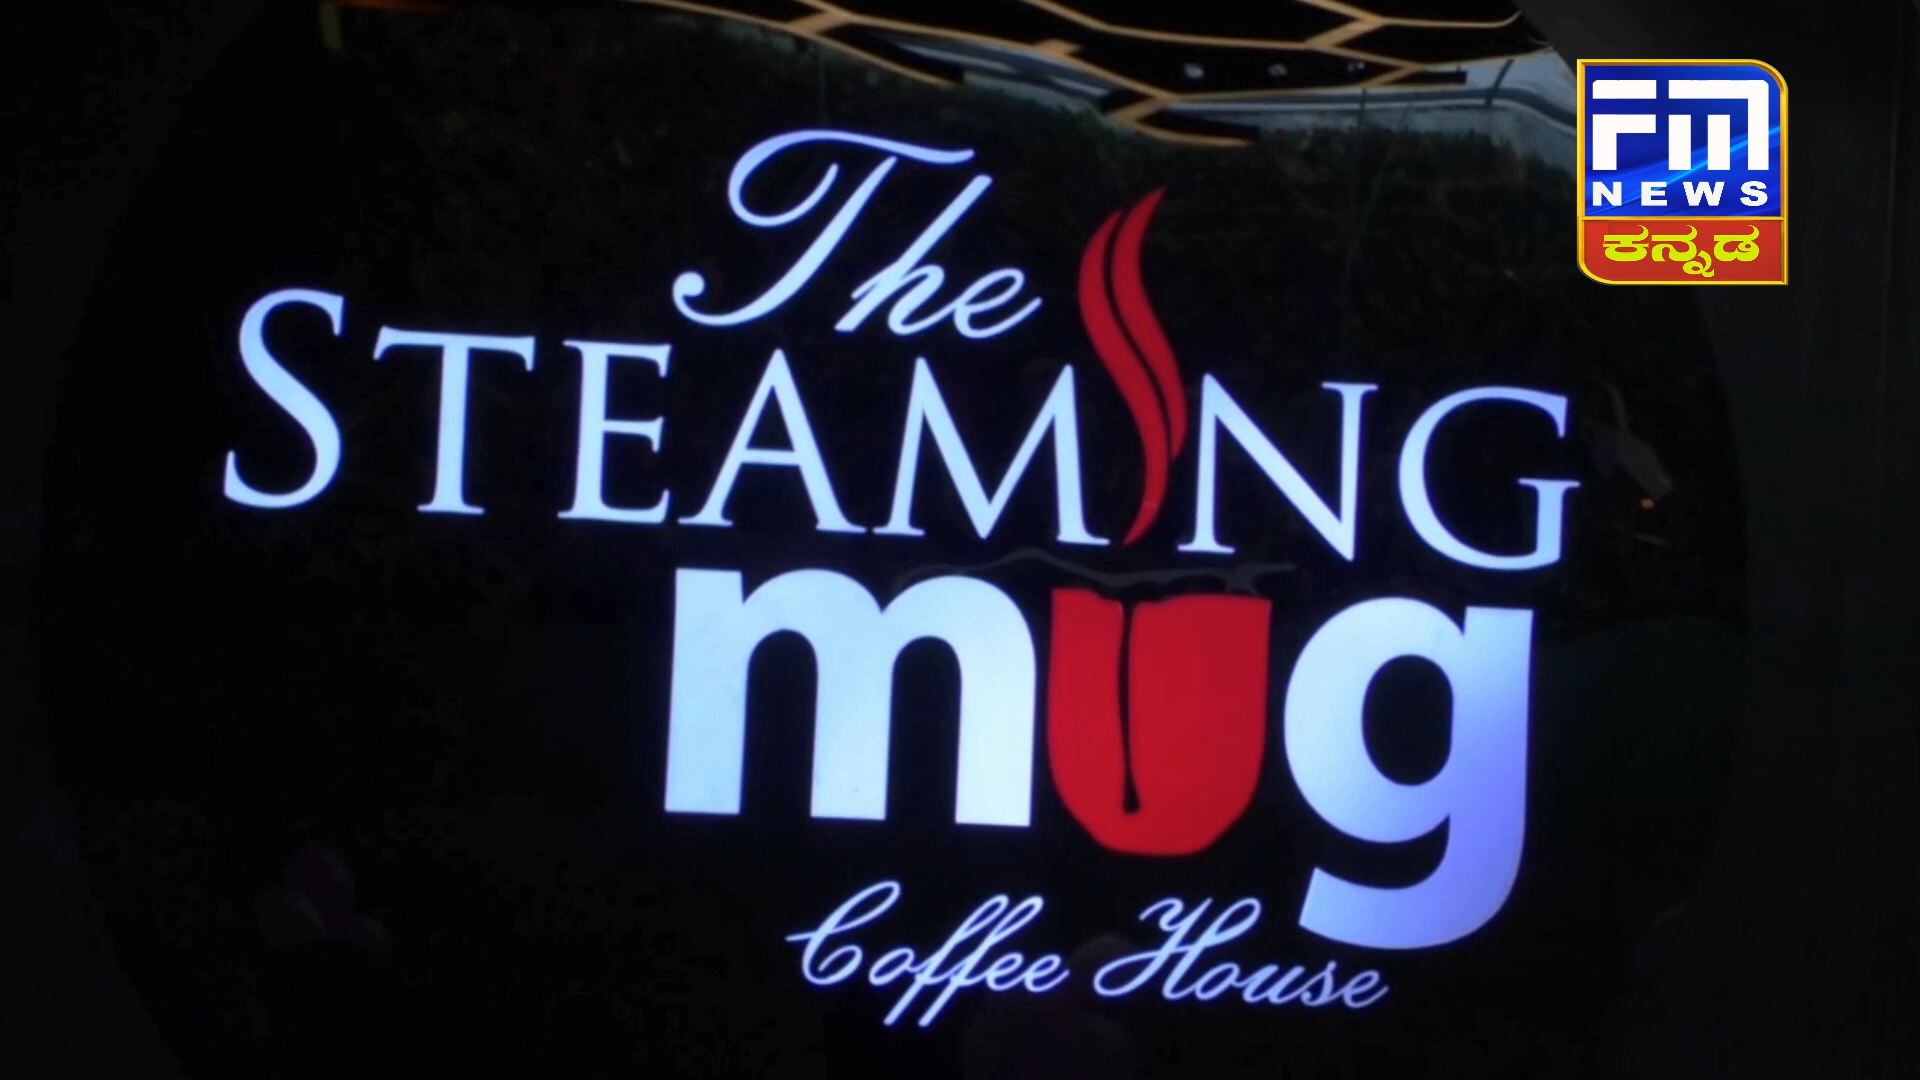 The
STEAMING
mug
Coffee House
FM
NEWS
ಕನ್ನಡ